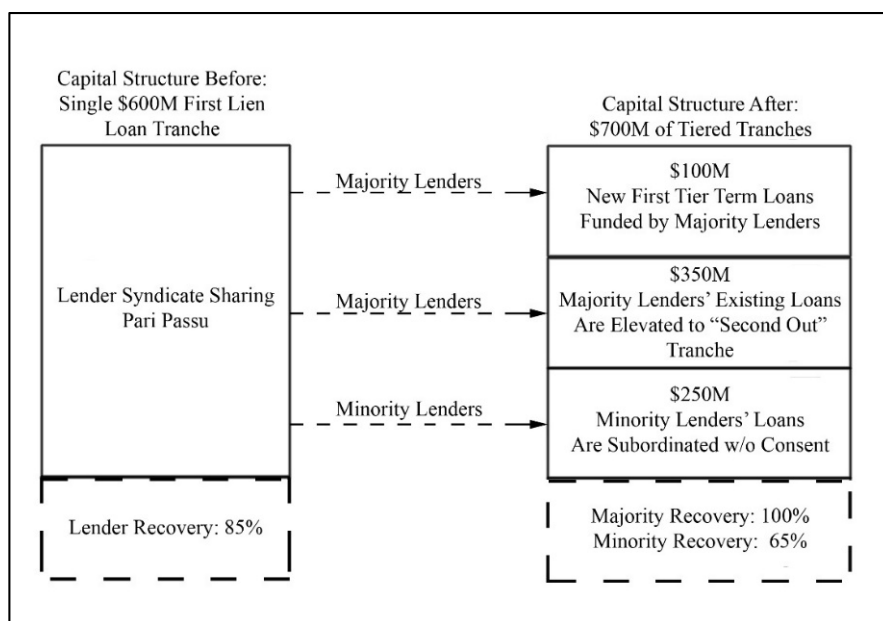 Capital Structure Before:
Single $600M First Lien
Loan Tranche
Lender Syndicate Sharing
Pari Passu
Lender Recovery: 85%
Majority Lenders
Majority Lenders
Minority Lenders
Capital Structure After:
$700M of Tiered Tranches
$100M
New First Tier Term Loans
Funded by Majority Lenders
$350M
Majority Lenders’ Existing Loans
Are Elevated to “Second Out”
Tranche
$250M
Minority Lenders’ Loans
Are Subordinated w/o Consent
Majority Recovery: 100%
Minority Recovery: 65%